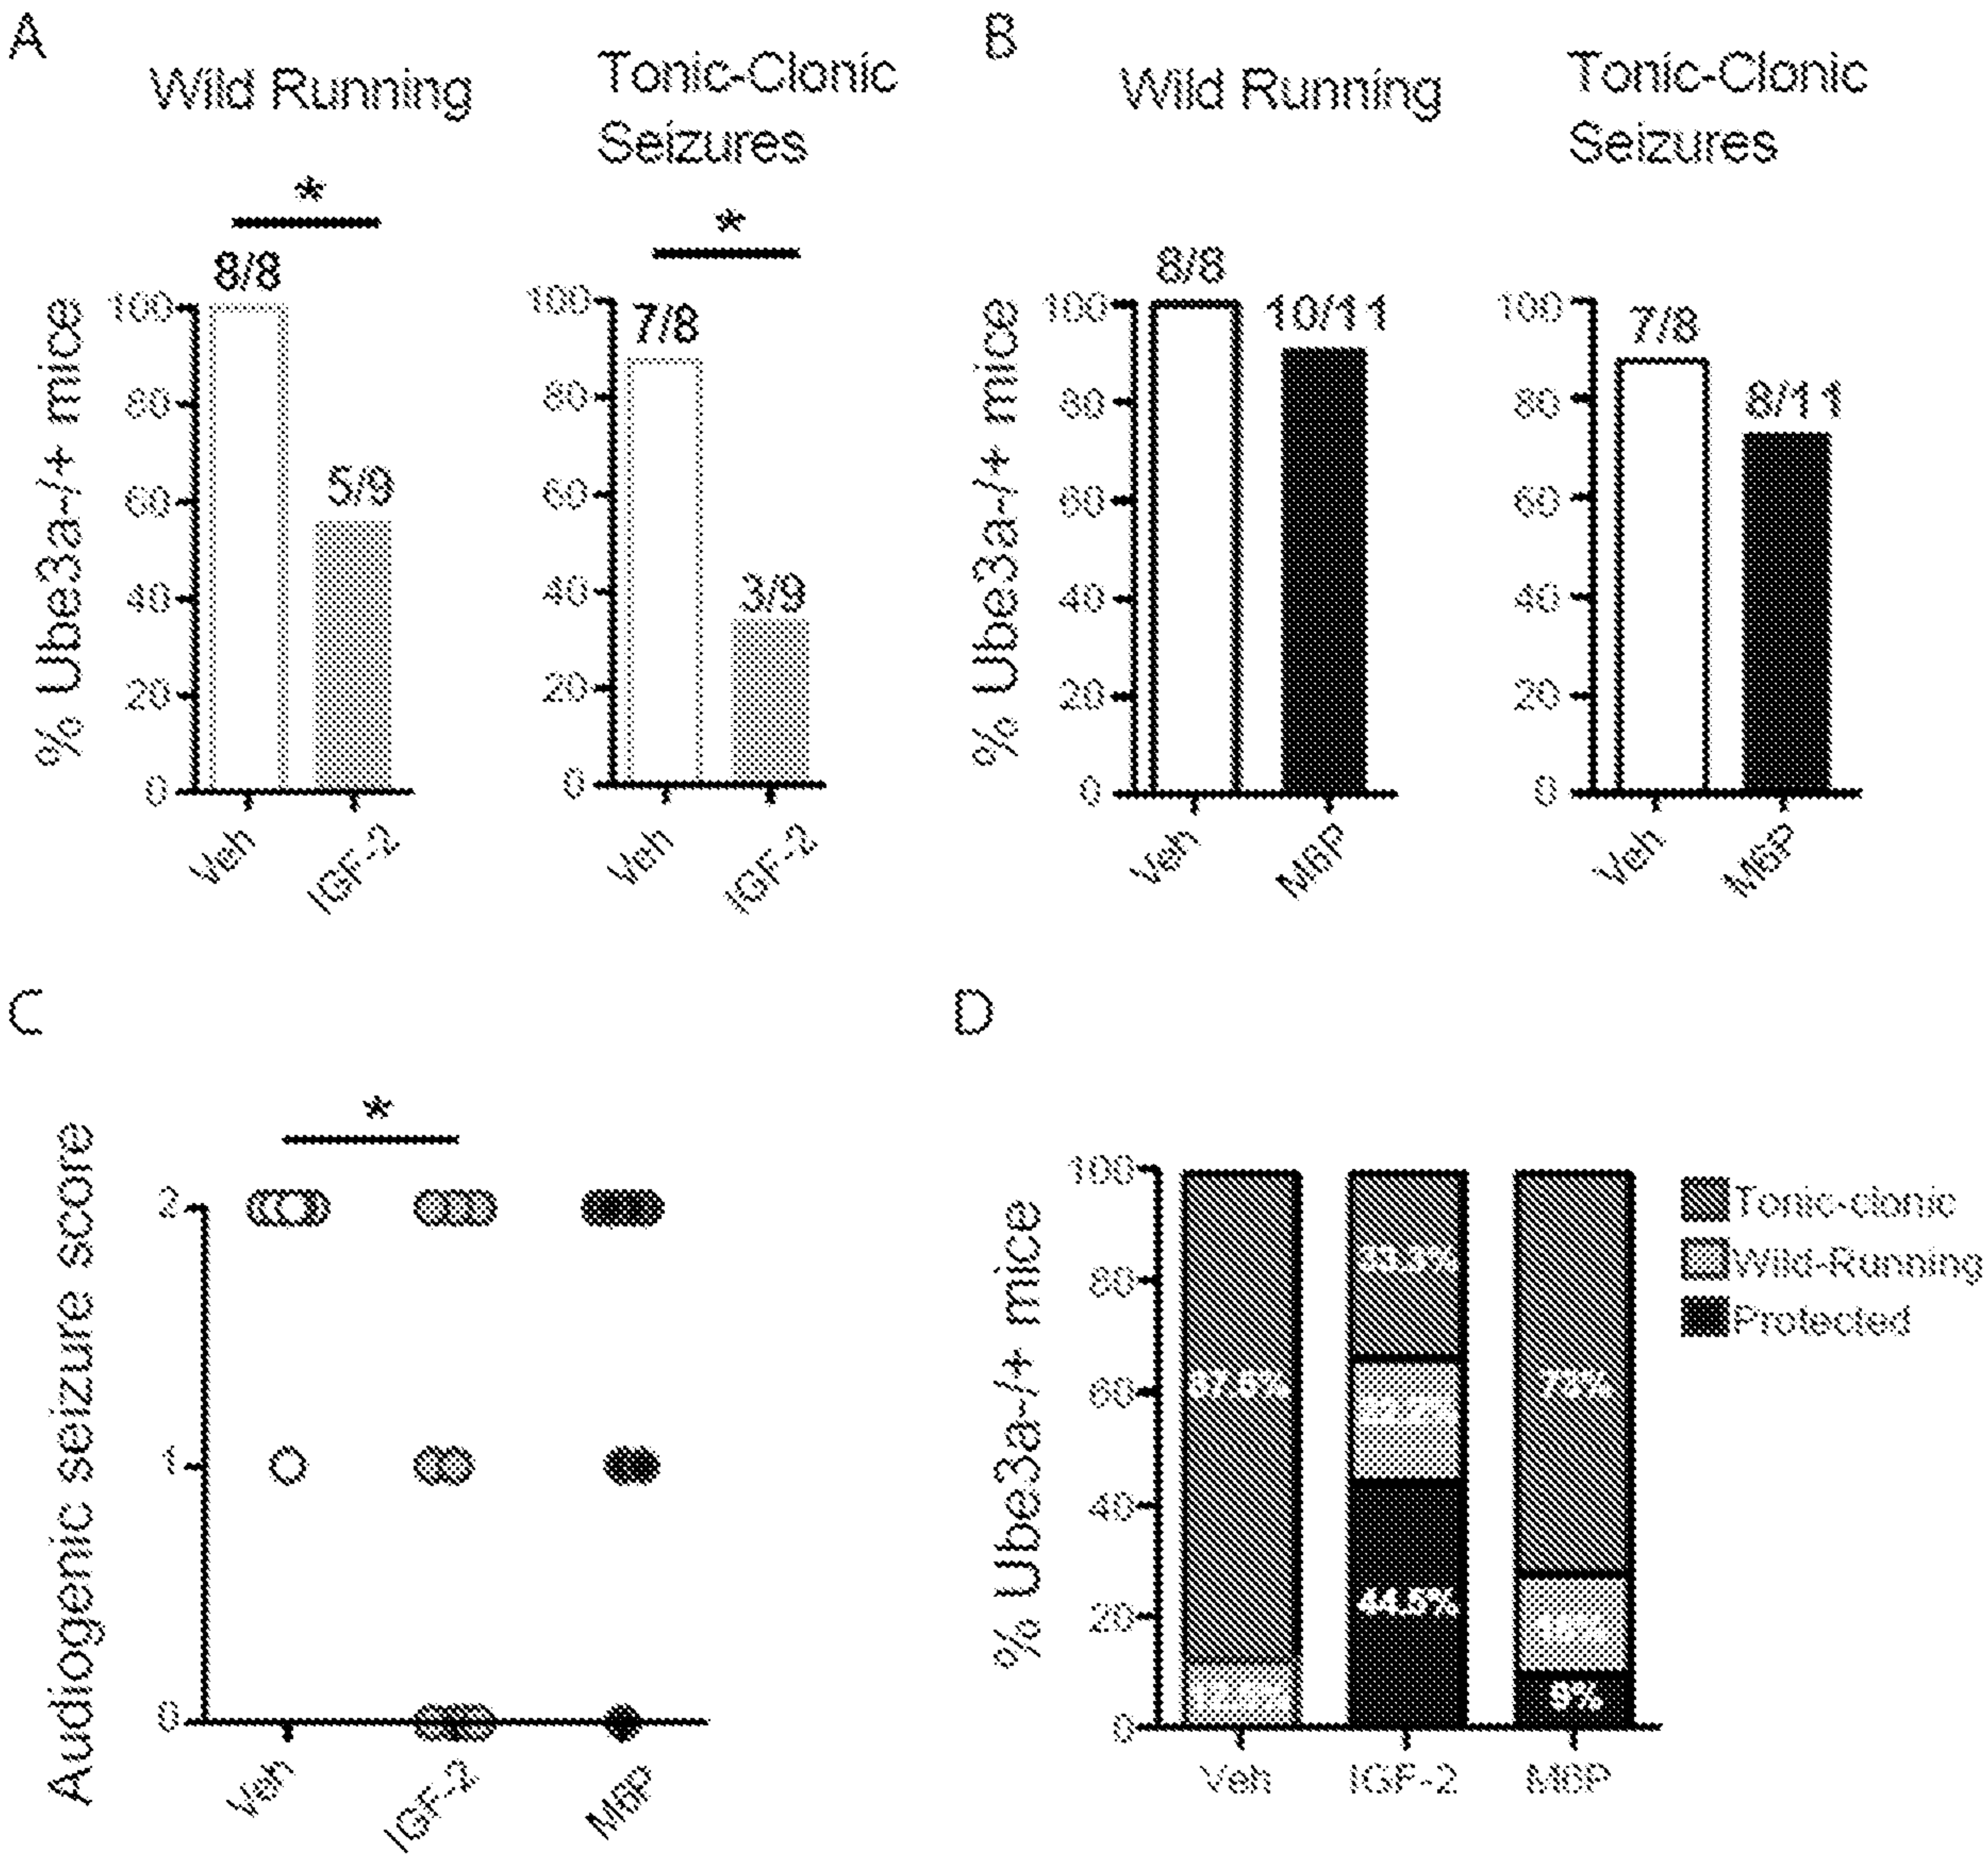 A
Wild Running
Tonic-Clonic
Seizures
*
*
8/8
7/8
5/9
3/9
% Ube3a-/+ mice
100
80
60
40
20
0
100
80
60
40
20
0
Veh
IGF-2
Veh
IGF-2
B
Wild Running
Tonic-Clonic
Seizures
8/8
10/11
7/8
8/11
% Ube3a-/+ mice
100
80
60
40
20
0
100
80
60
40
20
0
Veh
M6P
Veh
M6P
C
*
Audiogenic seizure score
2
1
0
Veh
IGF-2
M6P
D
% Ube3a-/+ mice
100
80
60
40
20
0
87.5%
33.3%
44.5%
73%
9%
Veh
IGF-2
M6P
Tonic-clonic
Wild-Running
Protected